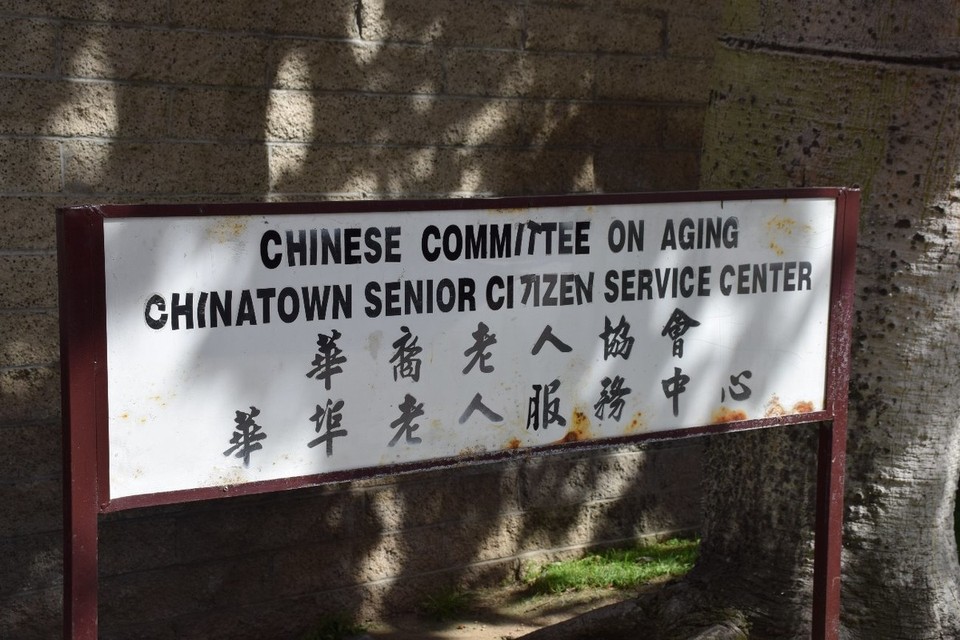 CHINESE COMMITTEE ON AGING
CHINATOWN SENIOR CITIZEN SERVICE CENTER
華裔老人協會
華埠老人服務中心